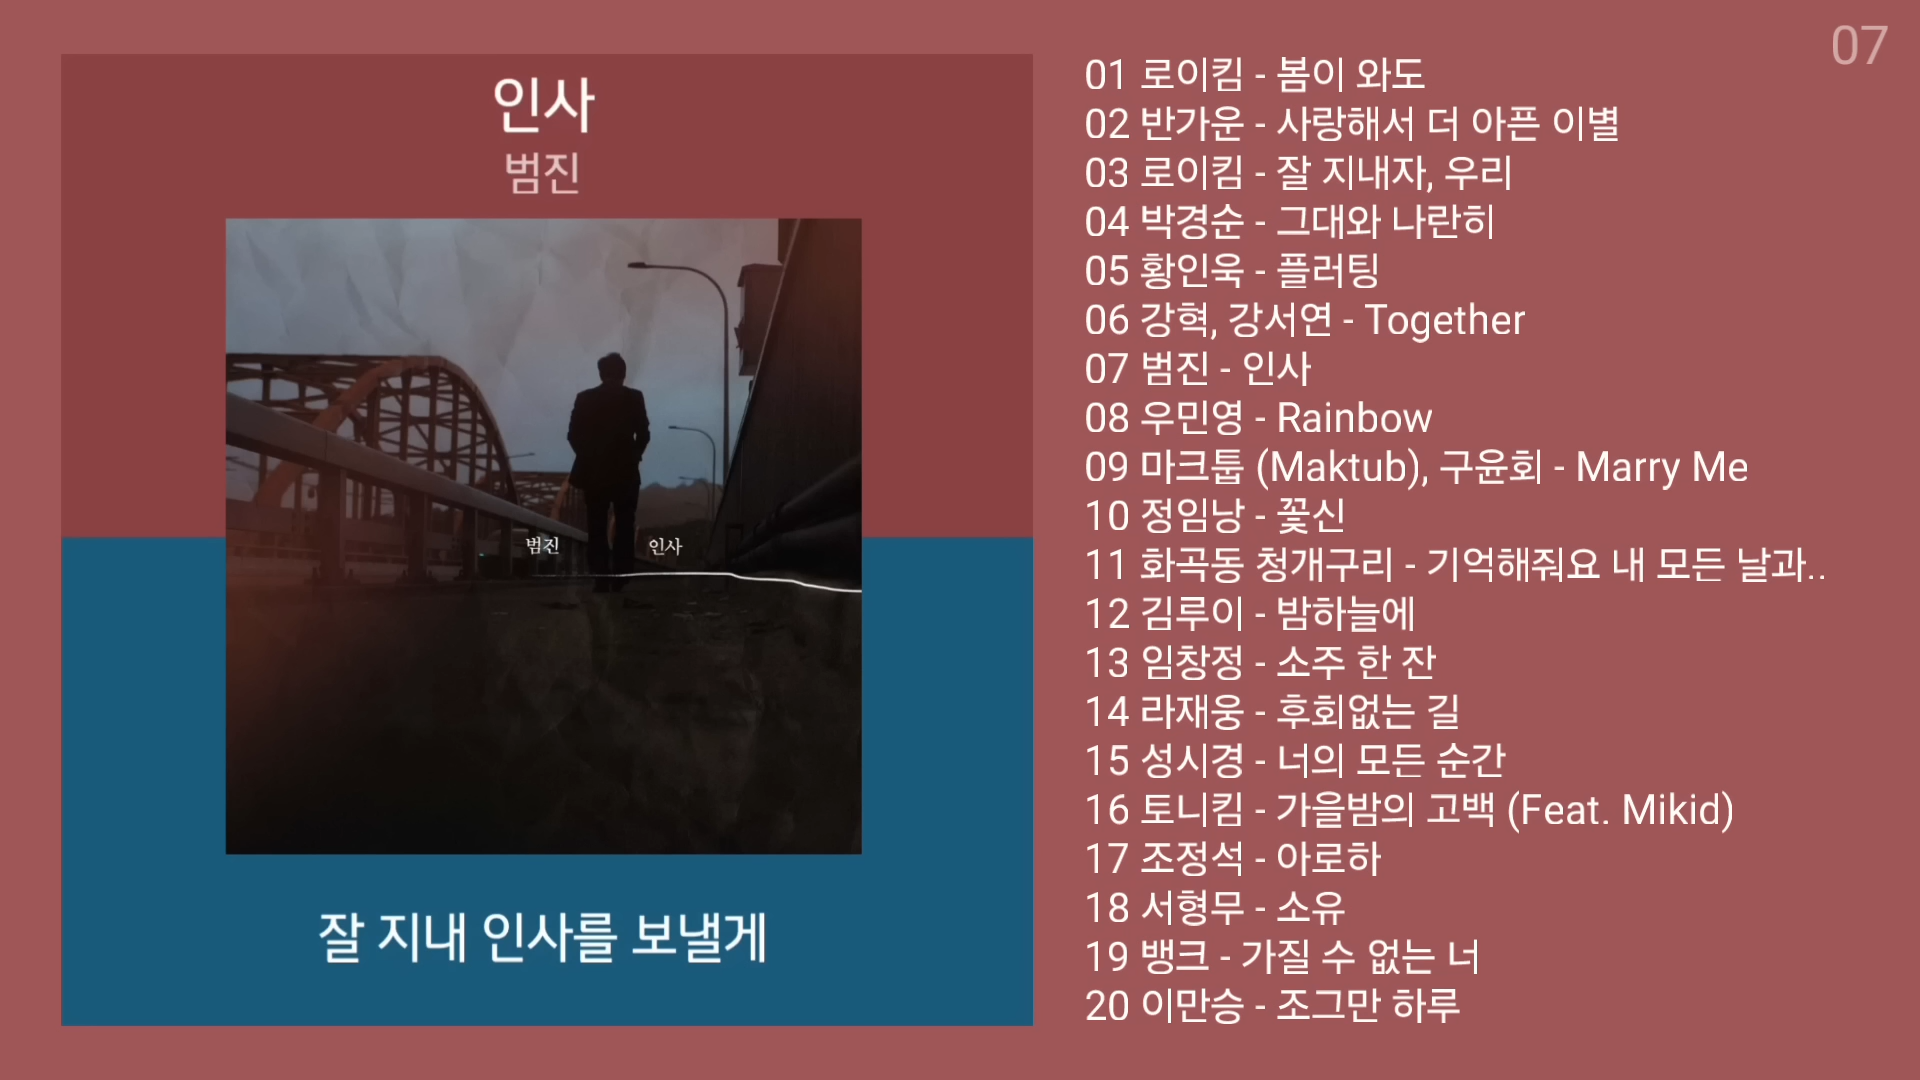 07
인사
범진
범진
인사
잘 지내 인사를 보낼게
01 로이킴 - 봄이 와도
02 반가운 - 사랑해서 더 아픈 이별
03 로이킴 - 잘 지내자, 우리
04 박경순 - 그대와 나란히
05 황인욱 - 플러팅
06 강혁, 강서연 - Together
07 범진 - 인사
08 우민영 - Rainbow
09 마크툽 (Maktub), 구윤회 - Marry Me
10 정임낭 - 꽃신
11 화곡동 청개구리 - 기억해줘요 내 모든 날과..
12 김루이 - 밤하늘에
13 임창정 - 소주 한 잔
14 라재웅 - 후회없는 길
15 성시경 - 너의 모든 순간
16 토니킴 - 가을밤의 고백 (Feat. Mikid)
17 조정석 - 아로하
18 서형무 - 소유
19 뱅크 - 가질 수 없는 너
20 이만승 - 조그만 하루